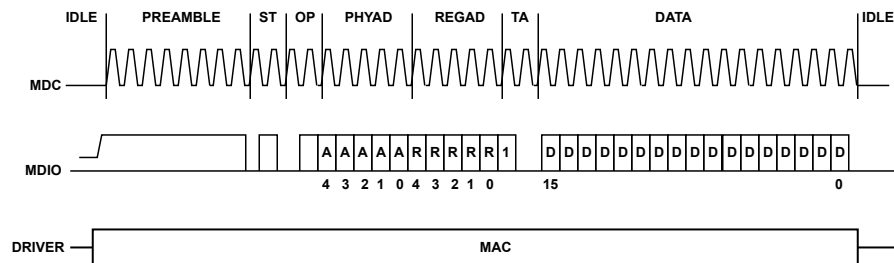 IDLE PREAMBLE ST OP PHYAD REGAD TA DATA IDLE
MDC
A A A A A R R R R R 1 D D D D D D D D D D D D D D D D D
MDIO
4 3 2 1 0 4 3 2 1 0 15 0
DRIVER MAC